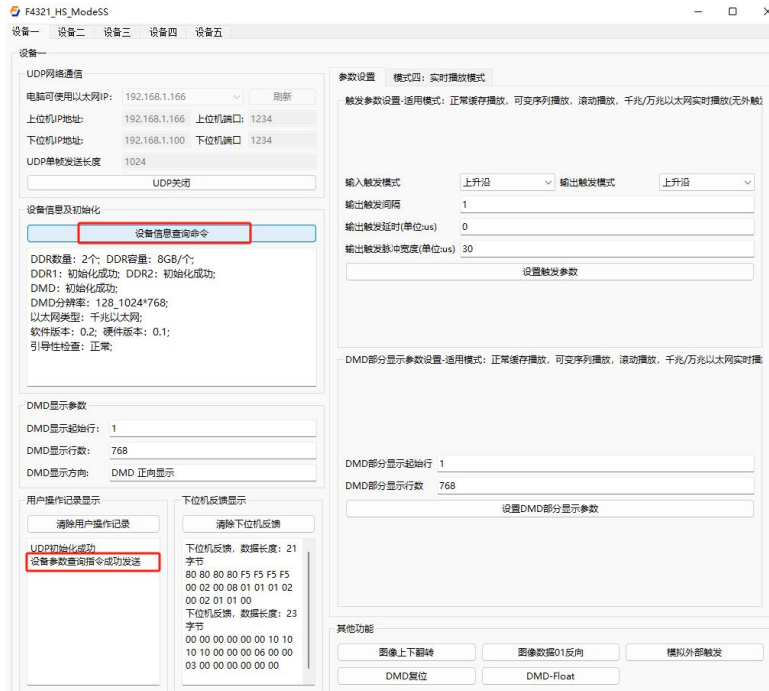 F4321_HS_ModeSS
设备一 设备二 设备三 设备四 设备五
设备一
UDP网络通信
电脑可使用以太网IP: 192.168.1.166 刷新
上位机IP地址: 192.168.1.166 上位机端口: 1234
下位机IP地址: 192.168.1.100 下位机端口 1234
UDP单帧发送长度 1024
UDP关闭
设备信息及初始化
设备信息查询命令
DDR数量: 2个; DDR容量: 8GB/个;
DDR1: 初始化成功; DDR2: 初始化成功;
DMD: 初始化成功;
DMD分辨率: 128_1024*768;
以太网类型: 千兆以太网;
软件版本: 0.2; 硬件版本: 0.1;
引导性检查: 正常;
DMD显示参数
DMD显示起始行: 1
DMD显示行数: 768
DMD显示方向: DMD 正向显示
用户操作记录显示
清除用户操作记录
UDP初始化成功
设备参数查询指令成功发送
下位机反馈显示
清除下位机反馈
下位机反馈, 数据长度: 21
字节
80 80 80 80 F5 F5 F5 F5
00 02 00 08 01 01 01 02
00 02 01 01 00
下位机反馈, 数据长度: 23
字节
00 00 00 00 00 00 10 10
10 10 00 00 00 06 00 00
03 00 00 00 00 00 00
参数设置 模式四: 实时播放模式
触发参数设置-适用模式: 正常缓存播放, 可变序列播放, 滚动播放, 千兆/万兆以太网实时播放(无外触发
输入触发模式 上升沿 输出触发模式 上升沿
输出触发间隔 1
输出触发延时(单位:us) 0
输出触发脉冲宽度(单位:us) 30
设置触发参数
DMD部分显示参数设置-适用模式: 正常缓存播放, 可变序列播放, 滚动播放, 千兆/万兆以太网实时播
DMD部分显示起始行 1
DMD部分显示行数 768
设置DMD部分显示参数
其他功能
图像上下翻转 图像数据01反向 模拟外部触发
DMD复位 DMD-Float